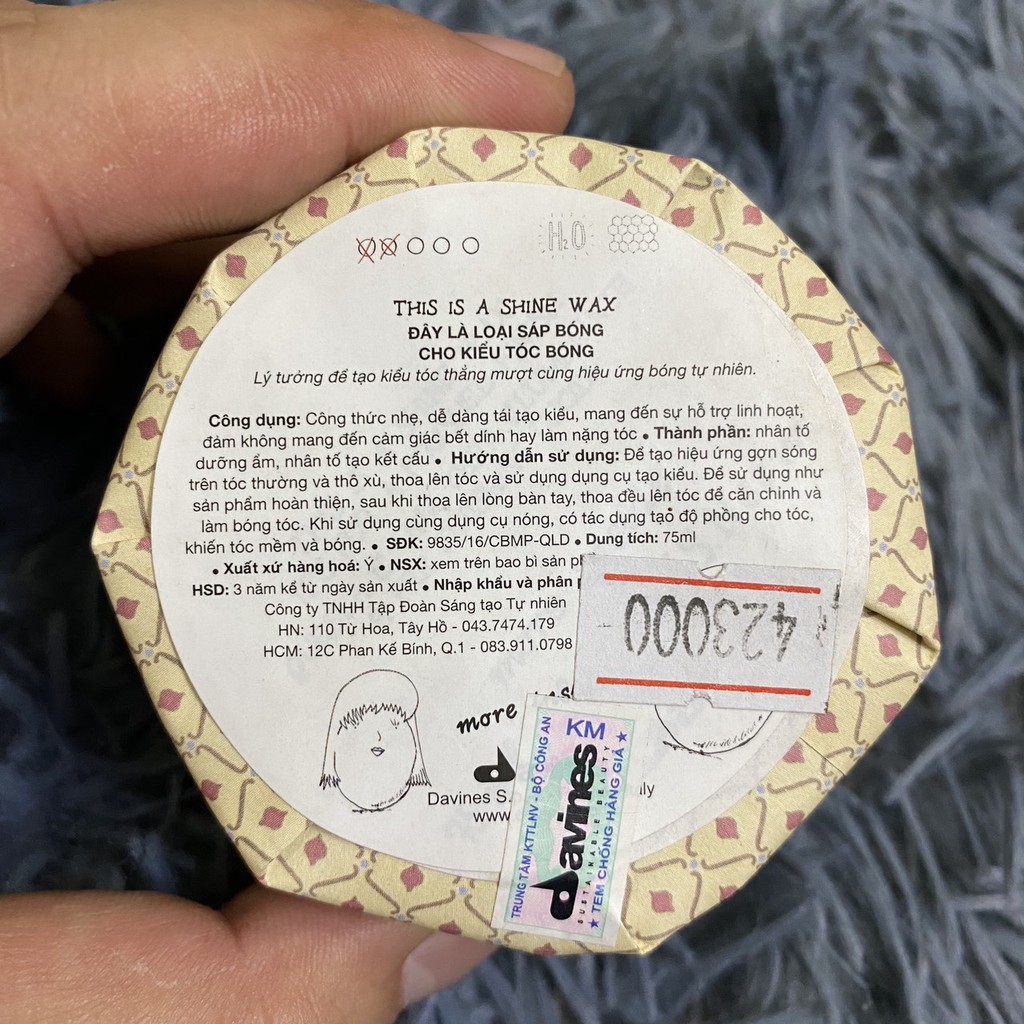 H₂O
THIS IS A SHINE WAX
ĐÂY LÀ LOẠI SÁP BÓNG
CHO KIỂU TÓC BÓNG
Lý tưởng để tạo kiểu tóc thẳng mượt cùng hiệu ứng bóng tự nhiên.
Công dụng: Công thức nhẹ, dễ dàng tái tạo kiểu, mang đến sự hỗ trợ linh hoạt,
đảm không mang đến cảm giác bết dính hay làm nặng tóc • Thành phần: nhân tố
dưỡng ẩm, nhân tố tạo kết cấu • Hướng dẫn sử dụng: Để tạo hiệu ứng gợn sóng
trên tóc thường và thô xù, thoa lên tóc và sử dụng dụng cụ tạo kiểu. Để sử dụng như
sản phẩm hoàn thiện, sau khi thoa lên lòng bàn tay, thoa đều lên tóc để căn chỉnh và
làm bóng tóc. Khi sử dụng cùng dụng cụ nóng, có tác dụng tạo độ phồng cho tóc,
khiến tóc mềm và bóng. • SĐK: 9835/16/CBMP-QLD • Dung tích: 75ml
• Xuất xứ hàng hoá: Ý • NSX: xem trên bao bì sản
HSD: 3 năm kể từ ngày sản xuất • Nhập khẩu và phân
Công ty TNHH Tập Đoàn Sáng tạo Tự nhiên
HN: 110 Từ Hoa, Tây Hồ - 043.7474.179
HCM: 12C Phan Kế Bính, Q.1 - 083.911.0798
423000
more
Davines S.
www
TRUNG TÂM KTTLNV - BỘ CÔNG AN
KM
davines
SUSTAINABLE BEAUTY
★ TEM CHỐNG HÀNG GIẢ ★